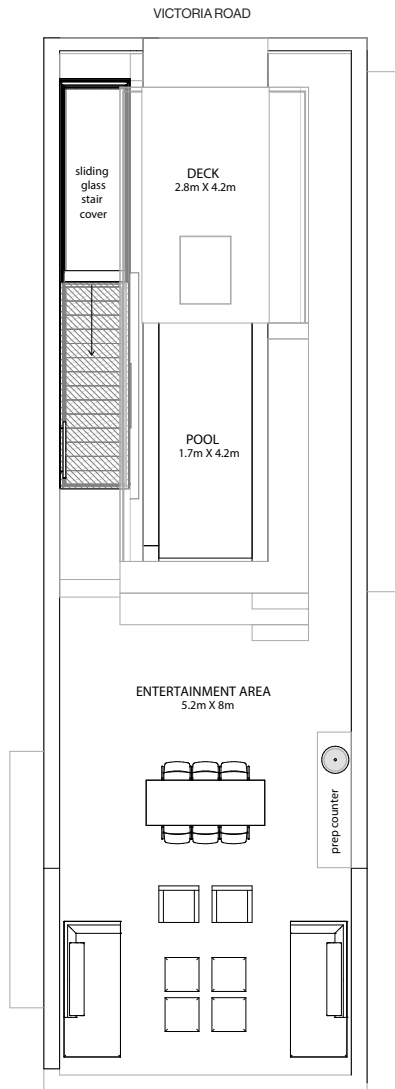 VICTORIA ROAD
sliding
glass
stair
cover
DECK
2.8m X 4.2m
POOL
1.7m X 4.2m
ENTERTAINMENT AREA
5.2m X 8m
prep counter